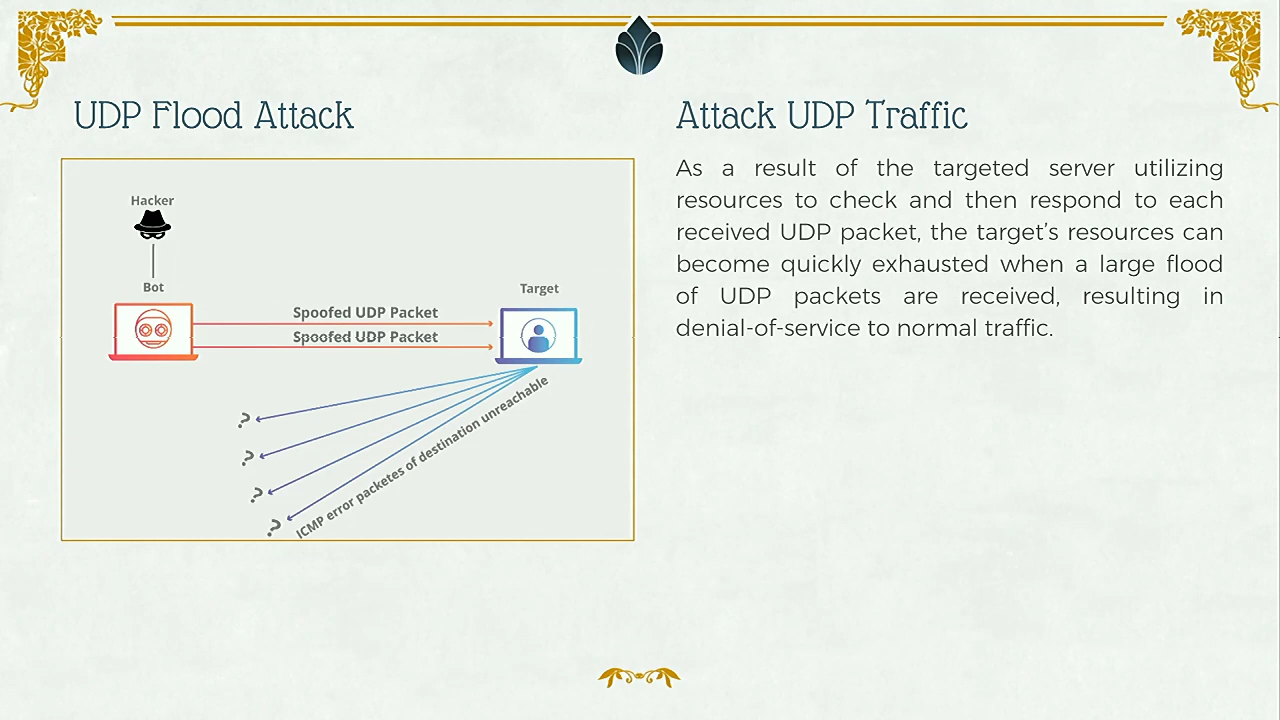 UDP Flood Attack
Hacker
Bot
Target
Spoofed UDP Packet
Spoofed UDP Packet
?
?
?
?
ICMP error packetes of destination unreachable
Attack UDP Traffic
As a result of the targeted server utilizing
resources to check and then respond to each
received UDP packet, the target’s resources can
become quickly exhausted when a large flood
of UDP packets are received, resulting in
denial-of-service to normal traffic.